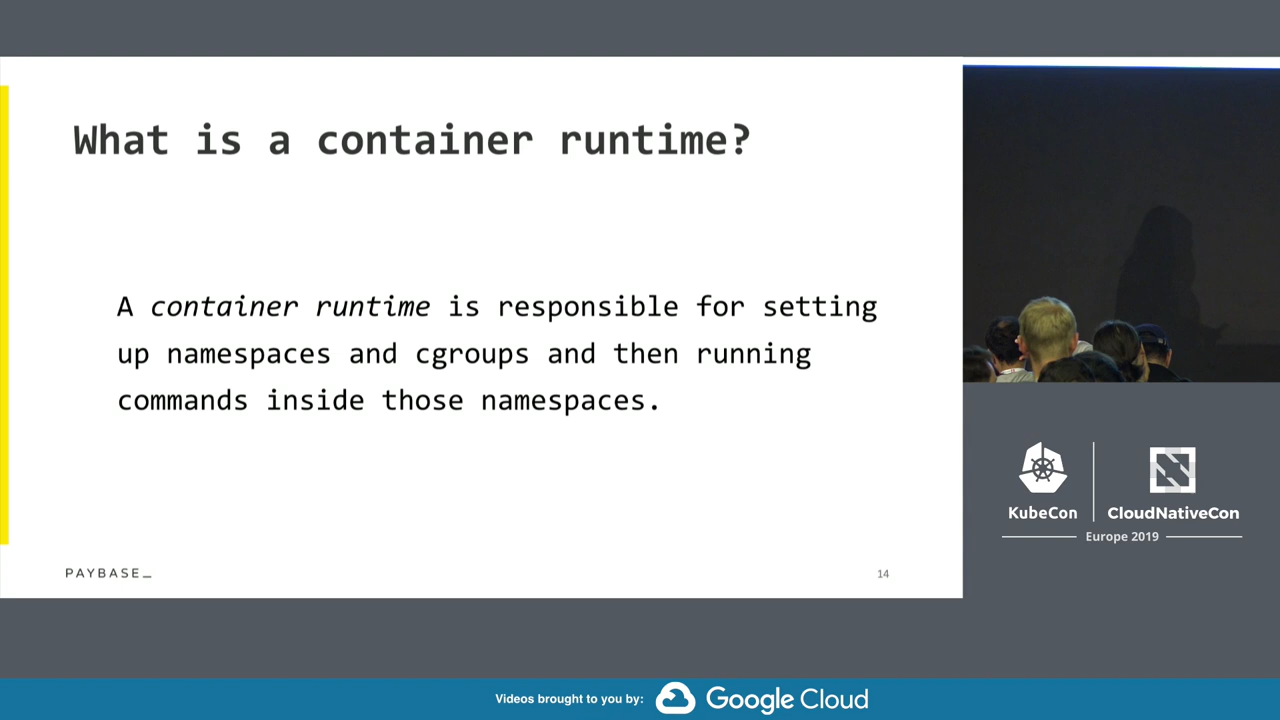 What is a container runtime?
A container runtime is responsible for setting
up namespaces and cgroups and then running
commands inside those namespaces.
PAYBASE_
14
KubeCon
CloudNativeCon
Europe 2019
Videos brought to you by:
Google Cloud